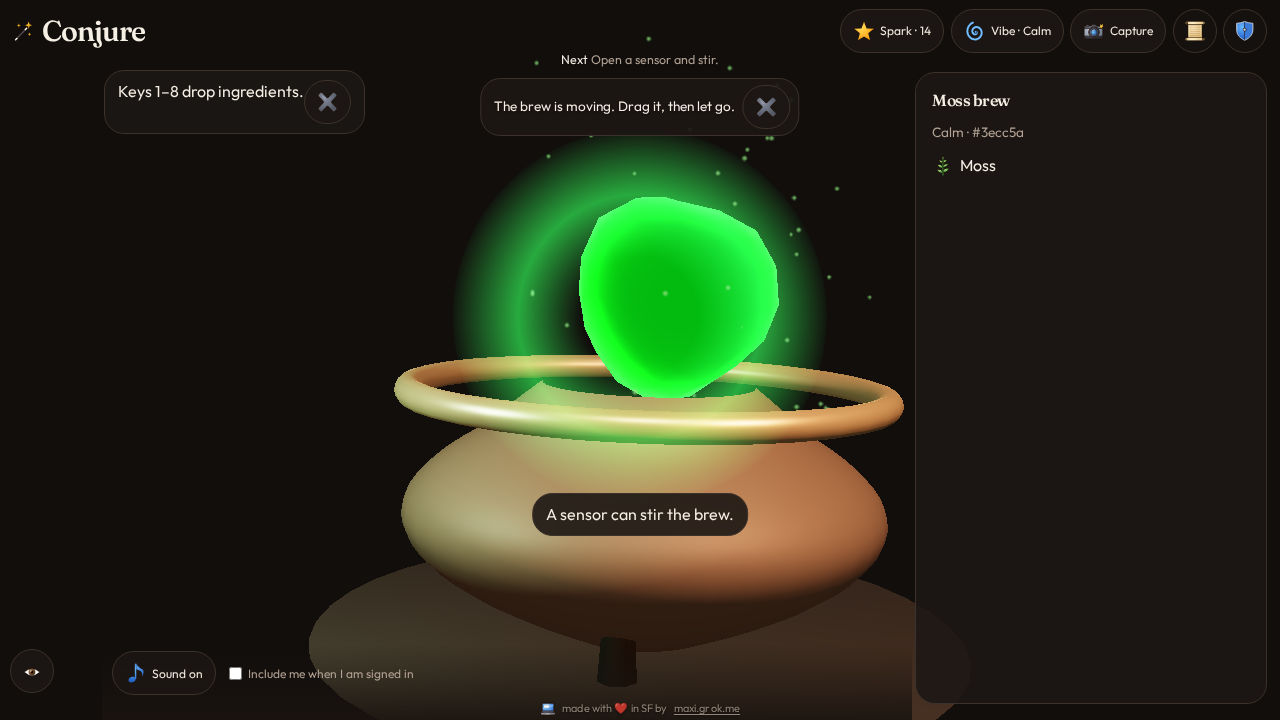 Conjure
Spark · 14
Vibe · Calm
Capture
Next Open a sensor and stir.
Keys 1–8 drop ingredients.
The brew is moving. Drag it, then let go.
Moss brew
Calm · #3ecc5a
Moss
A sensor can stir the brew.
Sound on
Include me when I am signed in
made with ❤️ in SF by maxi.grok.me